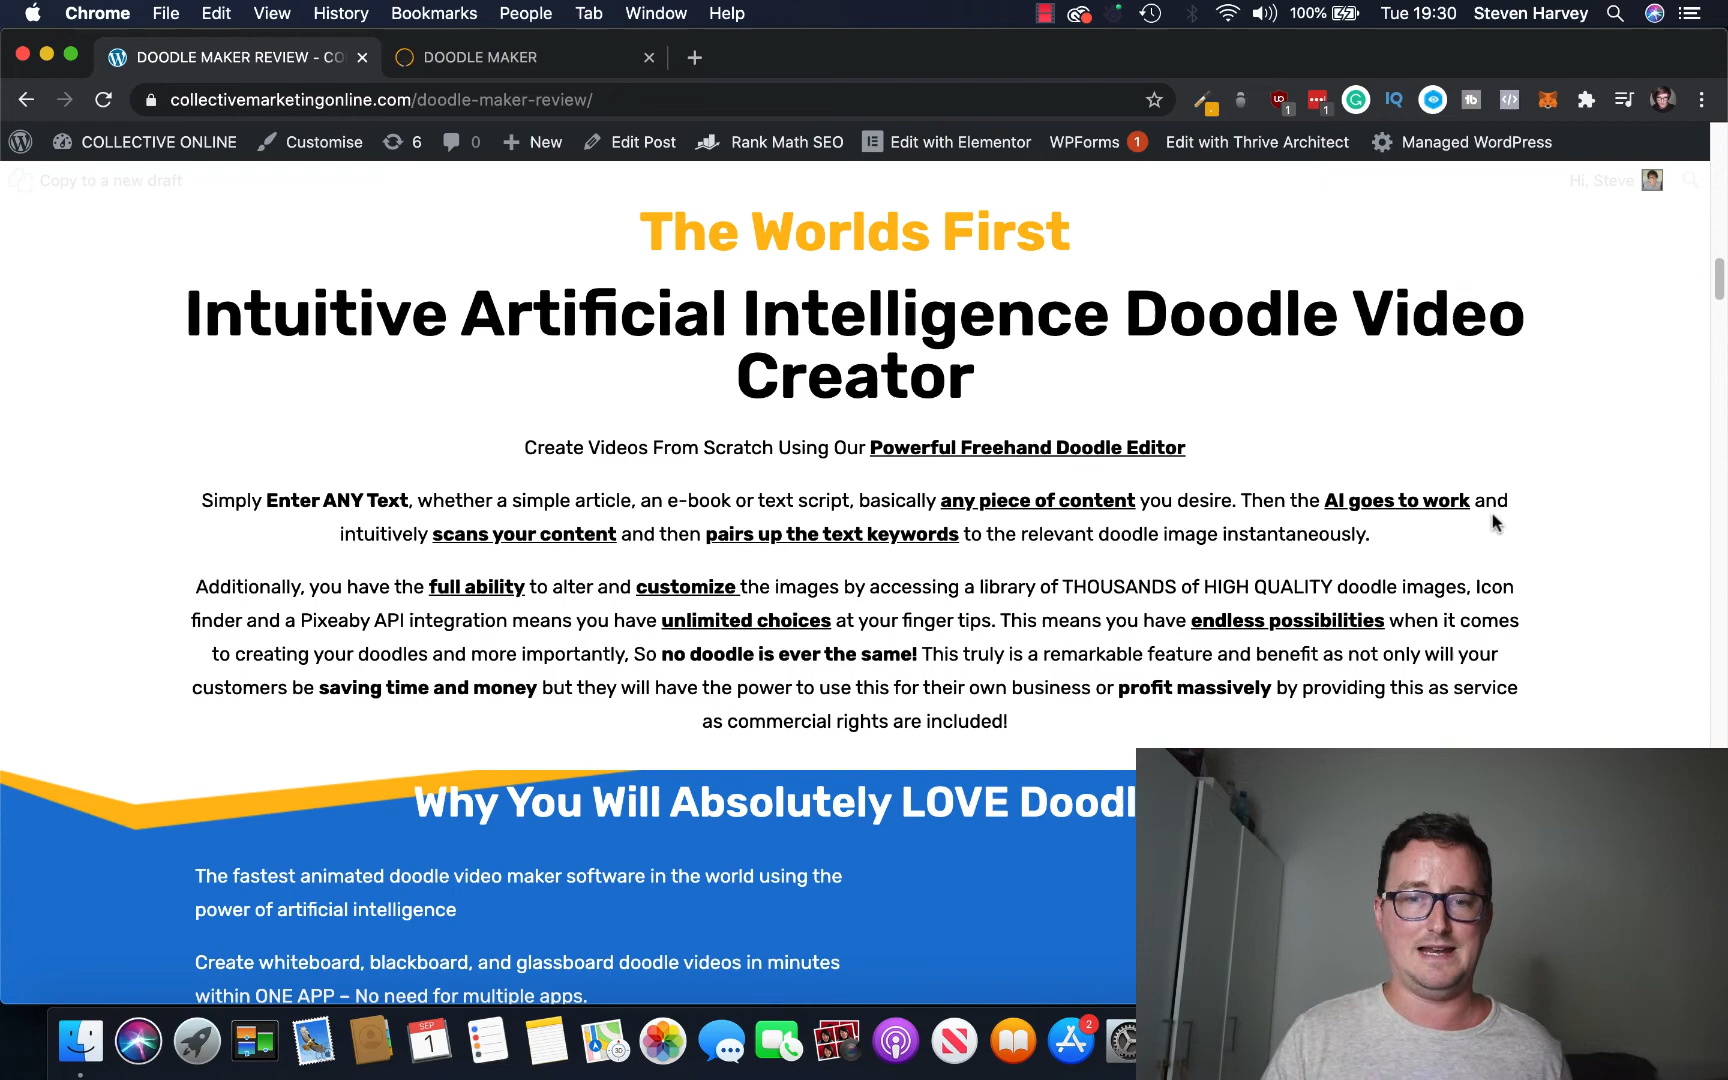 Chrome File Edit View History Bookmarks People Tab Window Help 100% Tue 19:30 Steven Harvey
DOODLE MAKER REVIEW - CO DOODLE MAKER
collectivemarketingonline.com/doodle-maker-review/
COLLECTIVE ONLINE Customise 6 0 New Edit Post Rank Math SEO Edit with Elementor WPForms 1 Edit with Thrive Architect Managed WordPress
Copy to a new draft Hi, Steve
The Worlds First
Intuitive Artificial Intelligence Doodle Video
Creator
Create Videos From Scratch Using Our Powerful Freehand Doodle Editor
Simply Enter ANY Text, whether a simple article, an e-book or text script, basically any piece of content you desire. Then the AI goes to work and
intuitively scans your content and then pairs up the text keywords to the relevant doodle image instantaneously.
Additionally, you have the full ability to alter and customize the images by accessing a library of THOUSANDS of HIGH QUALITY doodle images, Icon
finder and a Pixeaby API integration means you have unlimited choices at your finger tips. This means you have endless possibilities when it comes
to creating your doodles and more importantly, So no doodle is ever the same! This truly is a remarkable feature and benefit as not only will your
customers be saving time and money but they will have the power to use this for their own business or profit massively by providing this as service
as commercial rights are included!
Why You Will Absolutely LOVE Doodl
The fastest animated doodle video maker software in the world using the
power of artificial intelligence
Create whiteboard, blackboard, and glassboard doodle videos in minutes
within ONE APP – No need for multiple apps.
SEP
1
2